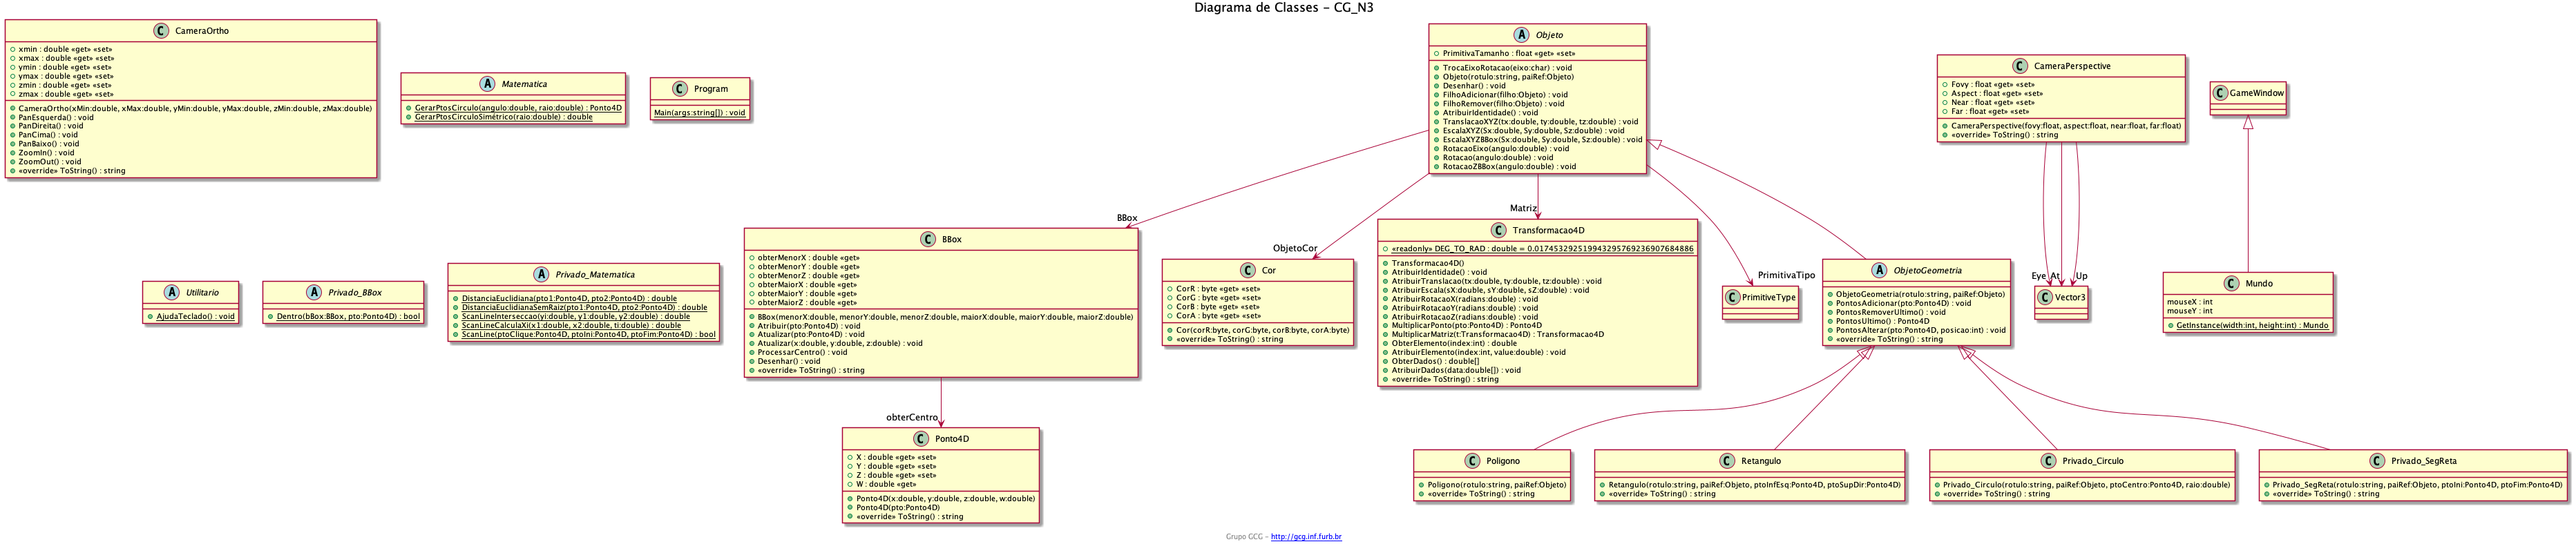 Diagrama de Classes - CG_N3
C CameraOrtho
xmin : double «get» «set»
xmax : double «get» «set»
ymin : double «get» «set»
ymax : double «get» «set»
zmin : double «get» «set»
zmax : double «get» «set»
CameraOrtho(xMin:double, xMax:double, yMin:double, yMax:double, zMin:double, zMax:double)
PanEsquerda() : void
PanDireita() : void
PanCima() : void
PanBaixo() : void
ZoomIn() : void
ZoomOut() : void
«override» ToString() : string
A Matematica
GerarPtosCirculo(angulo:double, raio:double) : Ponto4D
GerarPtosCirculoSimétrico(raio:double) : double
C Program
Main(args:string[]) : void
A Objeto
PrimitivaTamanho : float «get» «set»
TrocaEixoRotacao(eixo:char) : void
Objeto(rotulo:string, paiRef:Objeto)
Desenhar() : void
FilhoAdicionar(filho:Objeto) : void
FilhoRemover(filho:Objeto) : void
AtribuirIdentidade() : void
TranslacaoXYZ(tx:double, ty:double, tz:double) : void
EscalaXYZ(Sx:double, Sy:double, Sz:double) : void
EscalaXYZBBox(Sx:double, Sy:double, Sz:double) : void
RotacaoEixo(angulo:double) : void
Rotacao(angulo:double) : void
RotacaoZBBox(angulo:double) : void
C CameraPerspective
Fovy : float «get» «set»
Aspect : float «get» «set»
Near : float «get» «set»
Far : float «get» «set»
CameraPerspective(fovy:float, aspect:float, near:float, far:float)
«override» ToString() : string
C GameWindow
BBox
ObjetoCor
Matriz
PrimitivaTipo
Eye
At
Up
A Utilitario
AjudaTeclado() : void
A Privado_BBox
Dentro(bBox:BBox, pto:Ponto4D) : bool
A Privado_Matematica
DistanciaEuclidiana(pto1:Ponto4D, pto2:Ponto4D) : double
DistanciaEuclidianaSemRaiz(pto1:Ponto4D, pto2:Ponto4D) : double
ScanLineInterseccao(yi:double, y1:double, y2:double) : double
ScanLineCalculaXi(x1:double, x2:double, ti:double) : double
ScanLine(ptoClique:Ponto4D, ptoIni:Ponto4D, ptoFim:Ponto4D) : bool
C BBox
obterMenorX : double «get»
obterMenorY : double «get»
obterMenorZ : double «get»
obterMaiorX : double «get»
obterMaiorY : double «get»
obterMaiorZ : double «get»
BBox(menorX:double, menorY:double, menorZ:double, maiorX:double, maiorY:double, maiorZ:double)
Atribuir(pto:Ponto4D) : void
Atualizar(pto:Ponto4D) : void
Atualizar(x:double, y:double, z:double) : void
ProcessarCentro() : void
Desenhar() : void
«override» ToString() : string
C Cor
CorR : byte «get» «set»
CorG : byte «get» «set»
CorB : byte «get» «set»
CorA : byte «get» «set»
Cor(corR:byte, corG:byte, corB:byte, corA:byte)
«override» ToString() : string
C Transformacao4D
«readonly» DEG_TO_RAD : double = 0.017453292519943295769236907684886
Transformacao4D()
AtribuirIdentidade() : void
AtribuirTranslacao(tx:double, ty:double, tz:double) : void
AtribuirEscala(sX:double, sY:double, sZ:double) : void
AtribuirRotacaoX(radians:double) : void
AtribuirRotacaoY(radians:double) : void
AtribuirRotacaoZ(radians:double) : void
MultiplicarPonto(pto:Ponto4D) : Ponto4D
MultiplicarMatriz(t:Transformacao4D) : Transformacao4D
ObterElemento(index:int) : double
AtribuirElemento(index:int, value:double) : void
ObterDados() : double[]
AtribuirDados(data:double[]) : void
«override» ToString() : string
C PrimitiveType
A ObjetoGeometria
ObjetoGeometria(rotulo:string, paiRef:Objeto)
PontosAdicionar(pto:Ponto4D) : void
PontosRemoverUltimo() : void
PontosUltimo() : Ponto4D
PontosAlterar(pto:Ponto4D, posicao:int) : void
«override» ToString() : string
C Vector3
C Mundo
mouseX : int
mouseY : int
GetInstance(width:int, height:int) : Mundo
obterCentro
C Ponto4D
X : double «get» «set»
Y : double «get» «set»
Z : double «get» «set»
W : double «get»
Ponto4D(x:double, y:double, z:double, w:double)
Ponto4D(pto:Ponto4D)
«override» ToString() : string
C Poligono
Poligono(rotulo:string, paiRef:Objeto)
«override» ToString() : string
C Retangulo
Retangulo(rotulo:string, paiRef:Objeto, ptoInfEsq:Ponto4D, ptoSupDir:Ponto4D)
«override» ToString() : string
C Privado_Circulo
Privado_Circulo(rotulo:string, paiRef:Objeto, ptoCentro:Ponto4D, raio:double)
«override» ToString() : string
C Privado_SegReta
Privado_SegReta(rotulo:string, paiRef:Objeto, ptoIni:Ponto4D, ptoFim:Ponto4D)
«override» ToString() : string
Grupo GCG - http://gcg.inf.furb.br